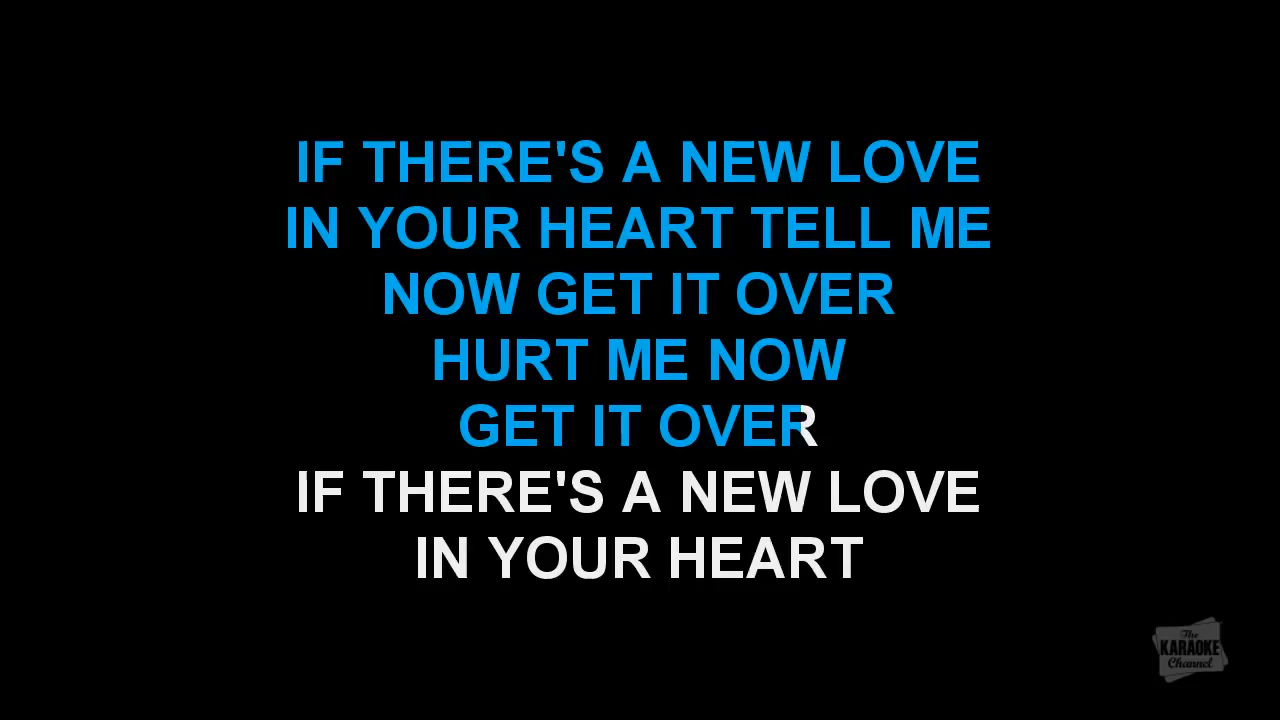 IF THERE'S A NEW LOVE
IN YOUR HEART TELL ME
NOW GET IT OVER
HURT ME NOW
GET IT OVER
IF THERE'S A NEW LOVE
IN YOUR HEART
The
KARAOKE
Channel